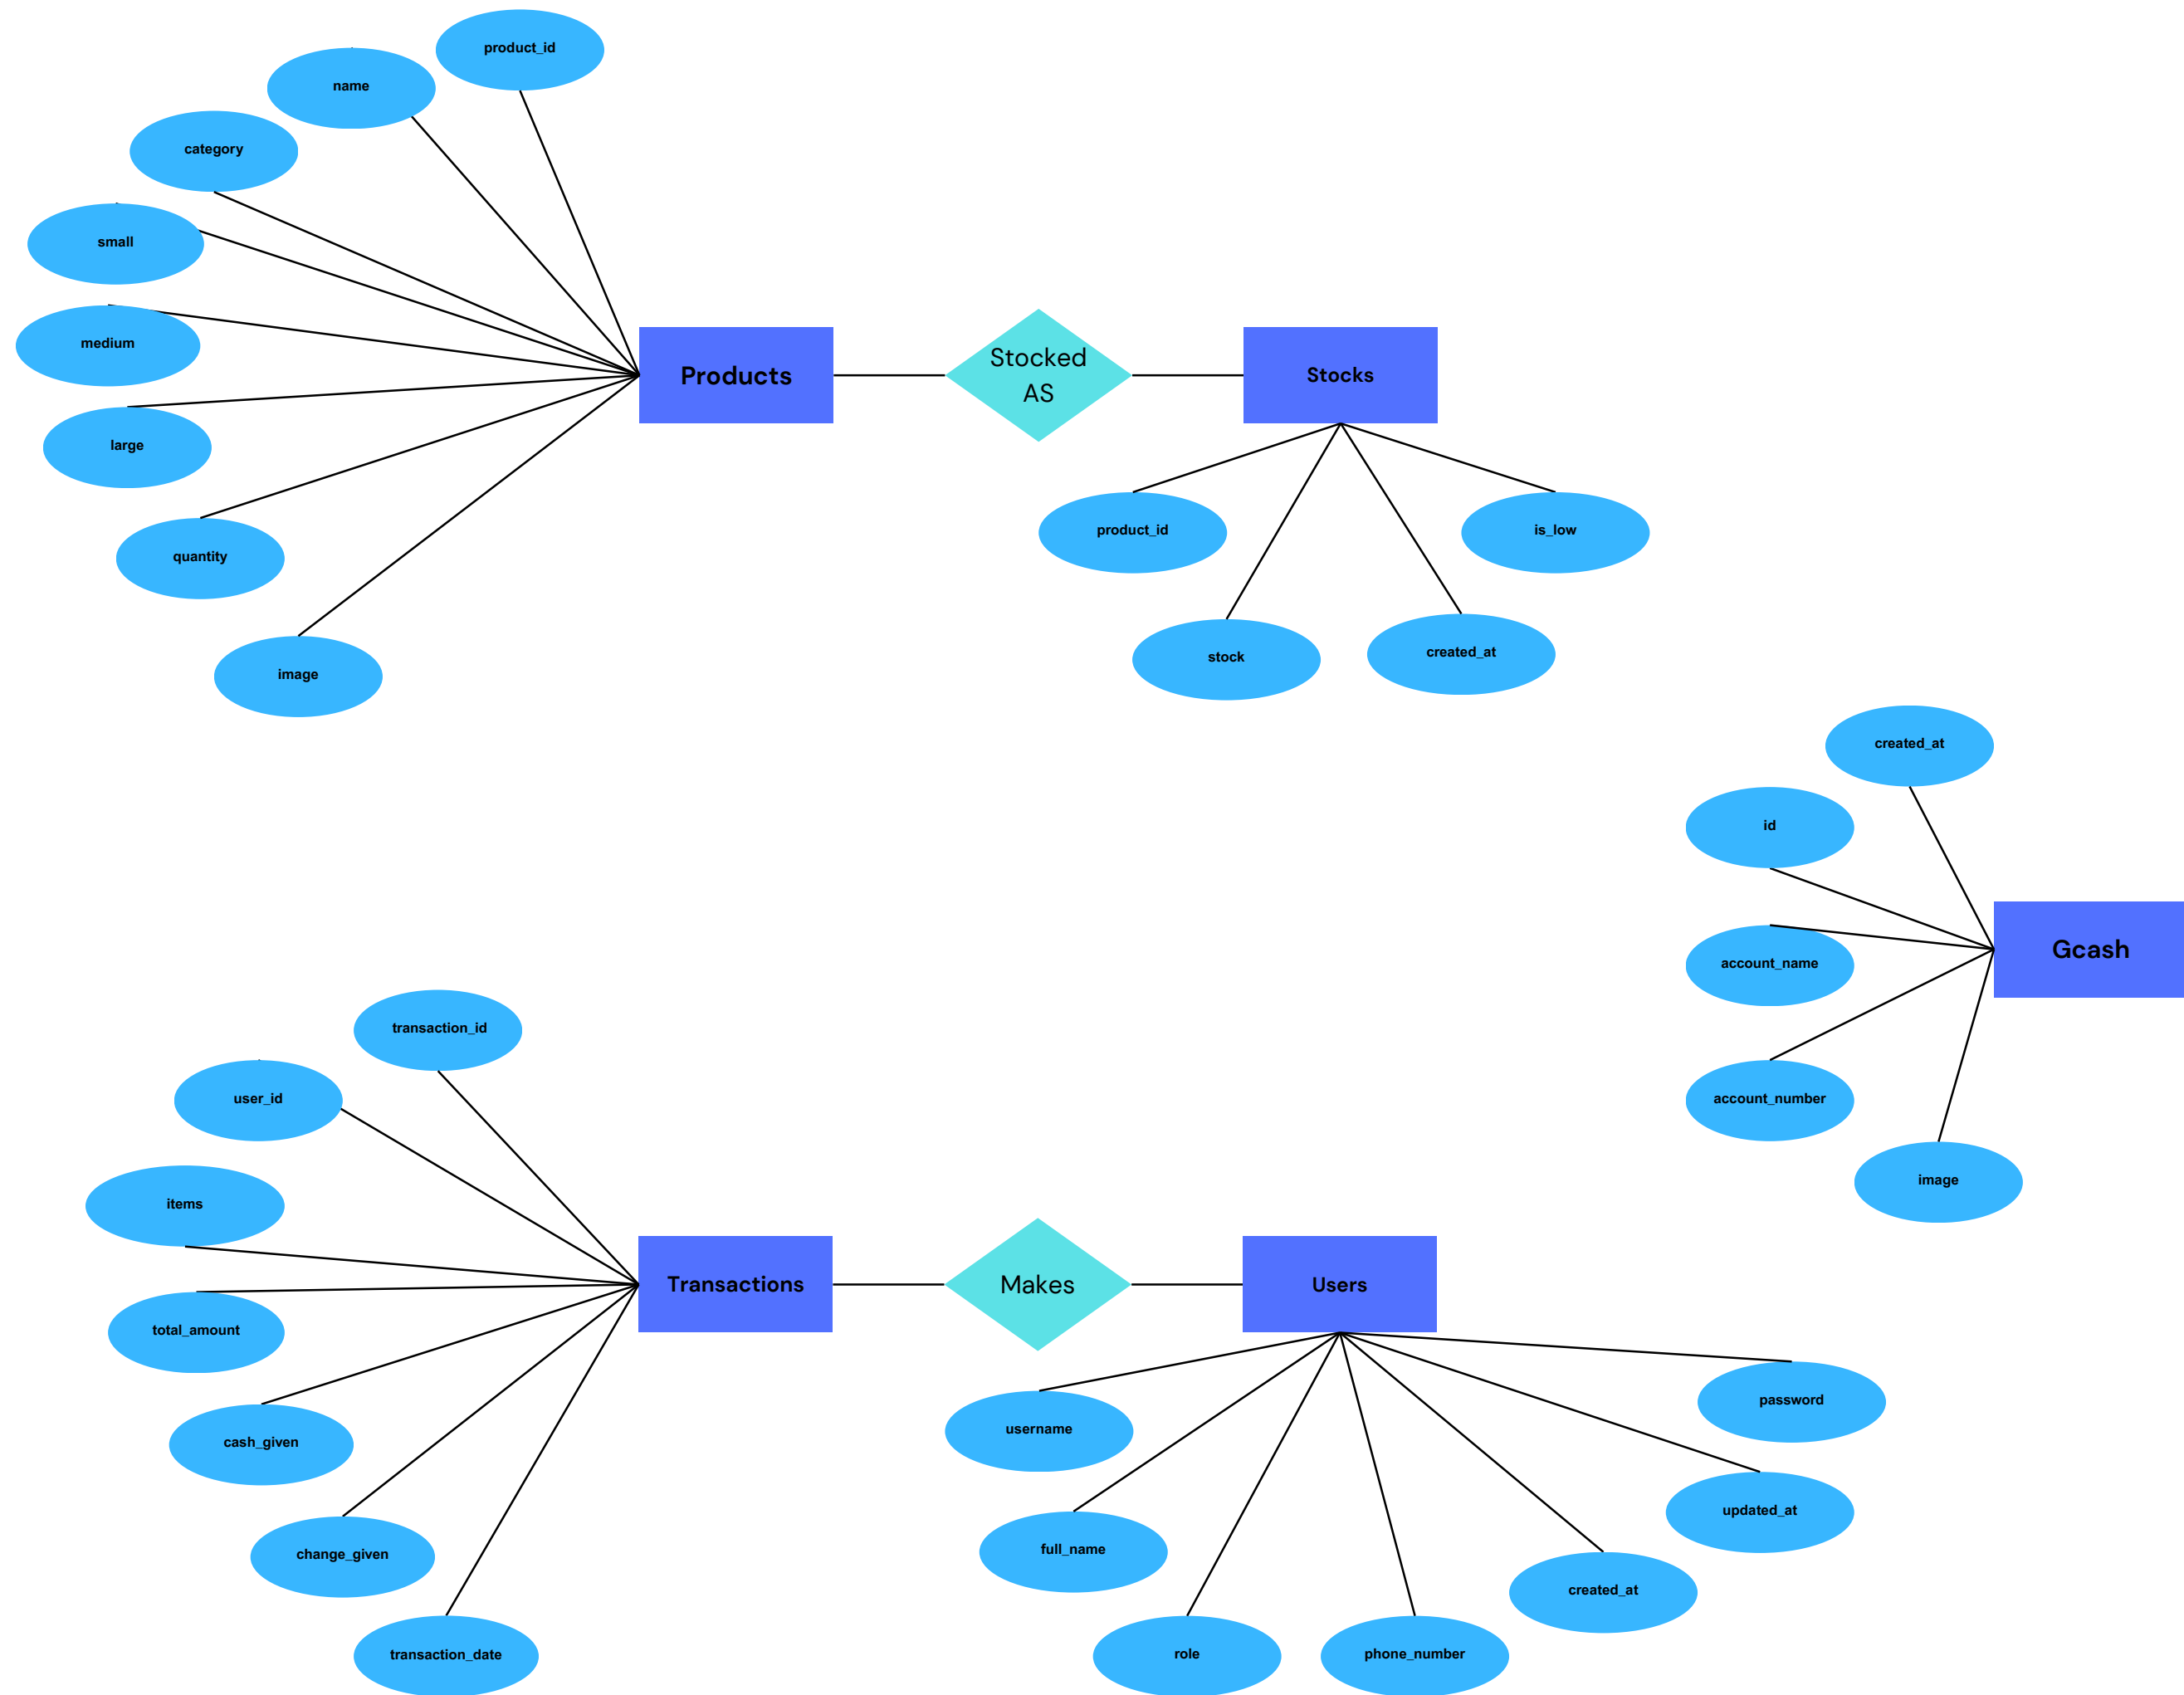 product_id
name
category
small
medium
large
quantity
image
Products
Stocked
AS
Stocks
product_id
is_low
stock
created_at
created_at
id
account_name
account_number
image
Gcash
transaction_id
user_id
items
total_amount
cash_given
change_given
transaction_date
Transactions
Makes
Users
username
password
full_name
updated_at
created_at
role
phone_number